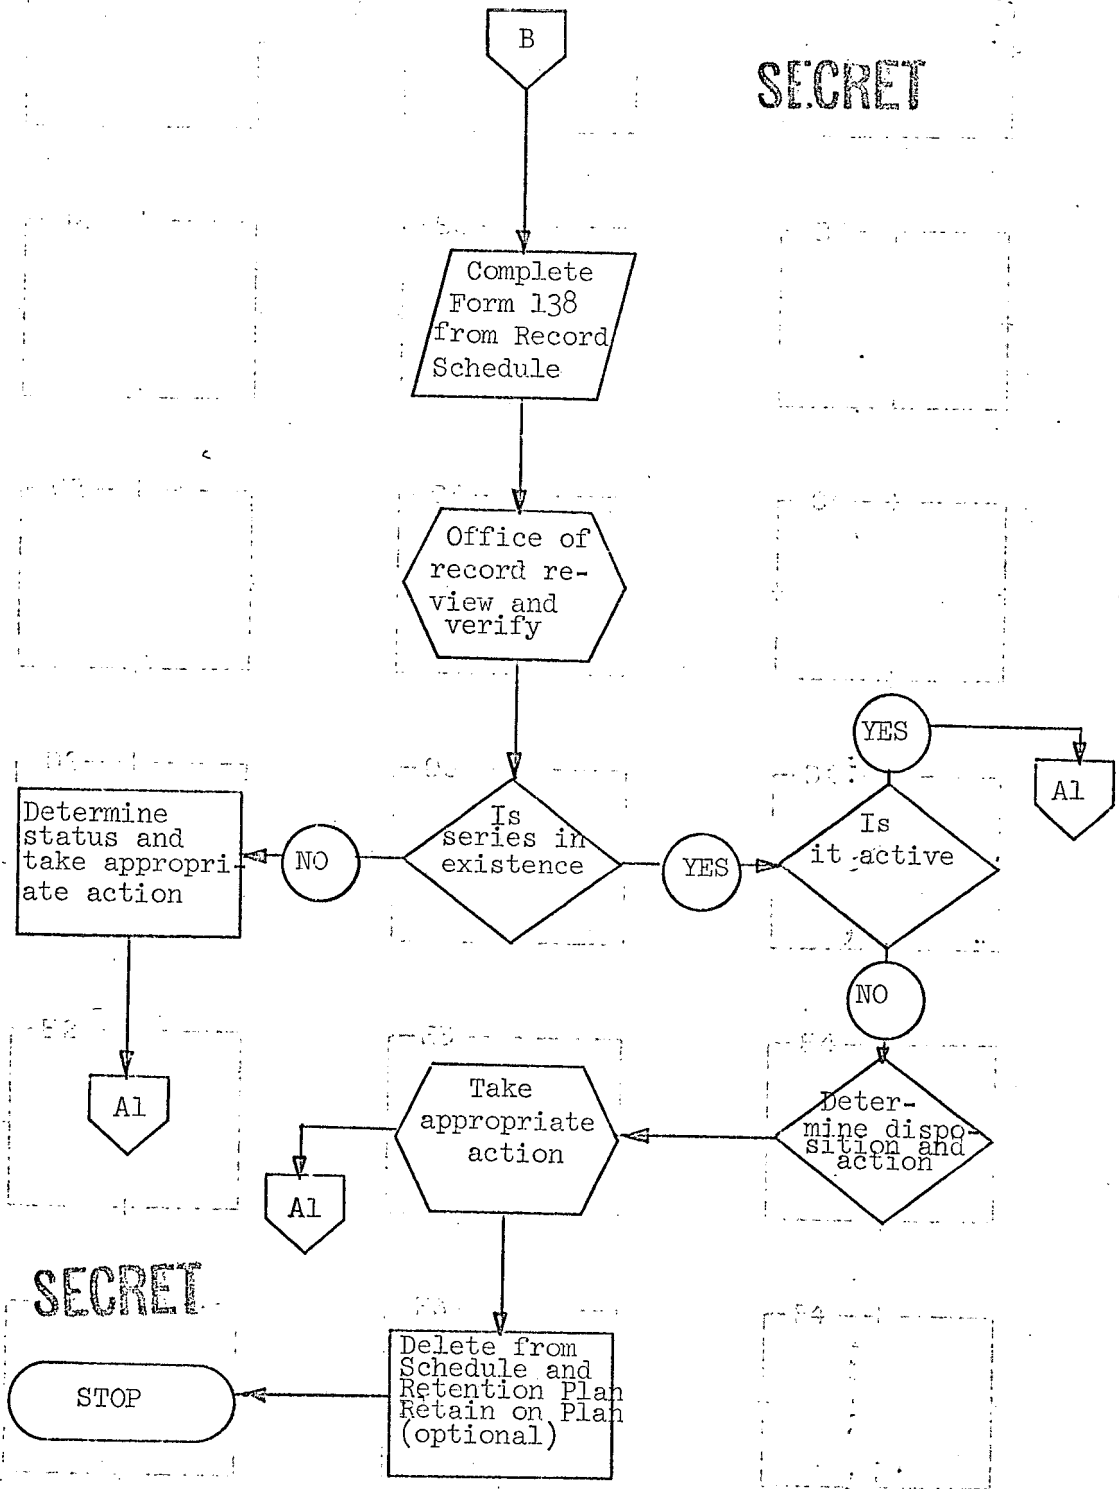 B
SECRET
Complete
Form 138
from Record
Schedule
Office of
record re-
view and
verify
YES
A1
Determine
status and
take appropri-
ate action
NO
Is
series in
existence
YES
Is
it active
NO
A1
Take
appropriate
action
Deter-
mine dispo-
sition and
action
A1
SECRET
Delete from
Schedule and
Retention Plan
Retain on Plan
(optional)
STOP